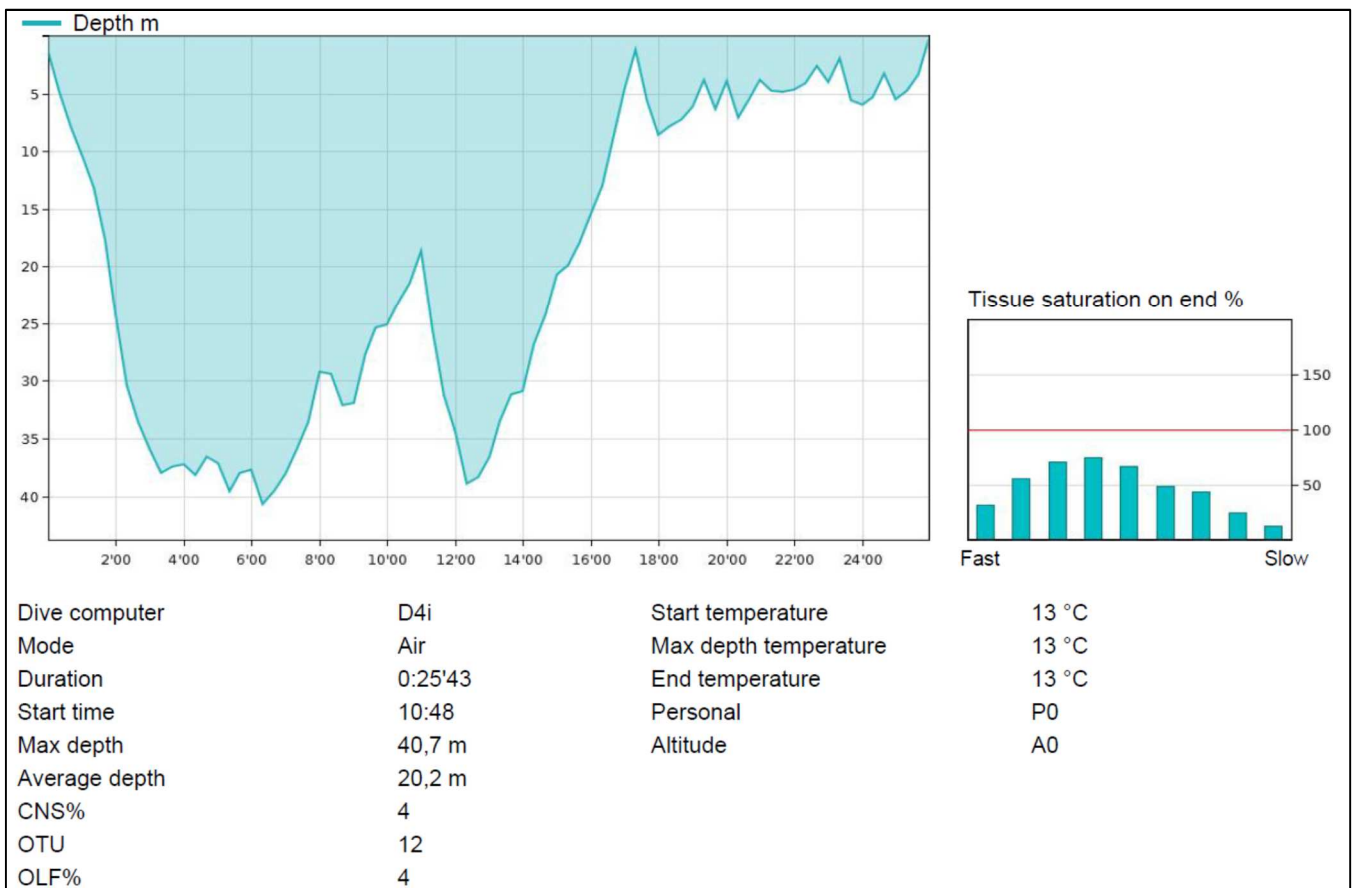 Depth m
5
10
15
20
25
30
35
40
2'00 4'00 6'00 8'00 10'00 12'00 14'00 16'00 18'00 20'00 22'00 24'00
Tissue saturation on end %
150
100
50
Fast Slow
Dive computer D4i Start temperature 13 °C
Mode Air Max depth temperature 13 °C
Duration 0:25'43 End temperature 13 °C
Start time 10:48 Personal P0
Max depth 40,7 m Altitude A0
Average depth 20,2 m
CNS% 4
OTU 12
OLF% 4